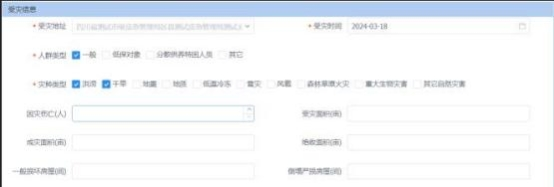 受灾信息
* 受灾地址 * 受灾时间 2024-03-18
* 人群类型 一般 低保对象 分散供养特困人员 其它
* 灾种类型 洪涝 干旱 地震 地质 低温冷冻 雪灾 风雹 森林草原火灾 重大生物灾害 其它自然灾害
因灾伤亡(人) 受灾面积(亩)
成灾面积(亩) 绝收面积(亩)
一般损坏房屋(间) 倒塌严损房屋(间)